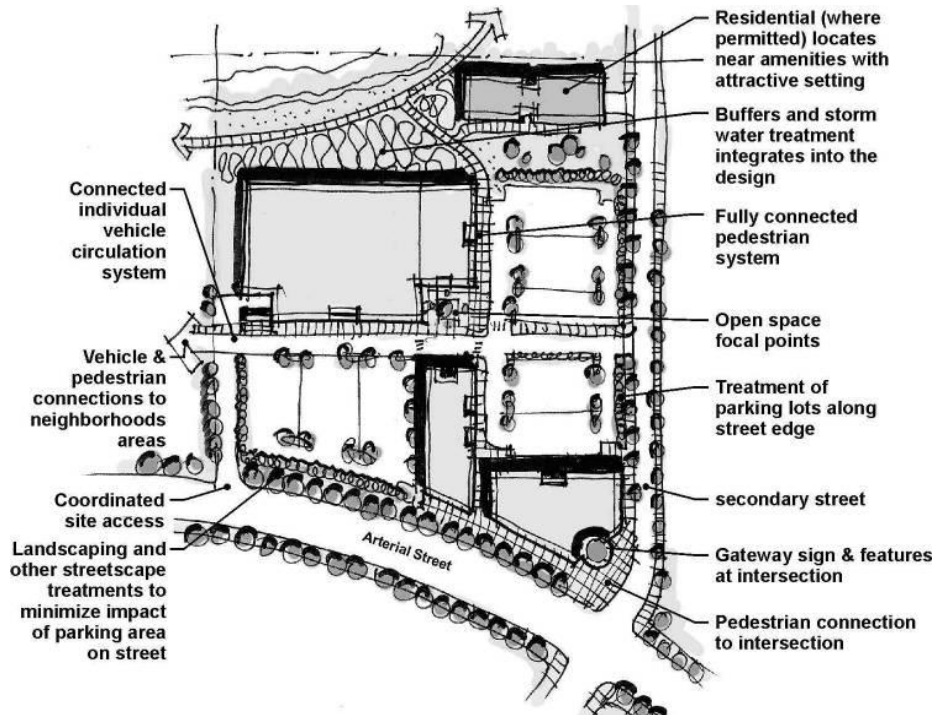 Residential (where
permitted) locates
near amenities with
attractive setting
Buffers and storm
water treatment
integrates into the
design
Connected
individual
vehicle
circulation
system
Fully connected
pedestrian
system
Open space
focal points
Vehicle &
pedestrian
connections to
neighborhoods
areas
Treatment of
parking lots along
street edge
Coordinated
site access
secondary street
Landscaping and
other streetscape
treatments to
minimize impact
of parking area
on street
Arterial Street
Gateway sign & features
at intersection
Pedestrian connection
to intersection